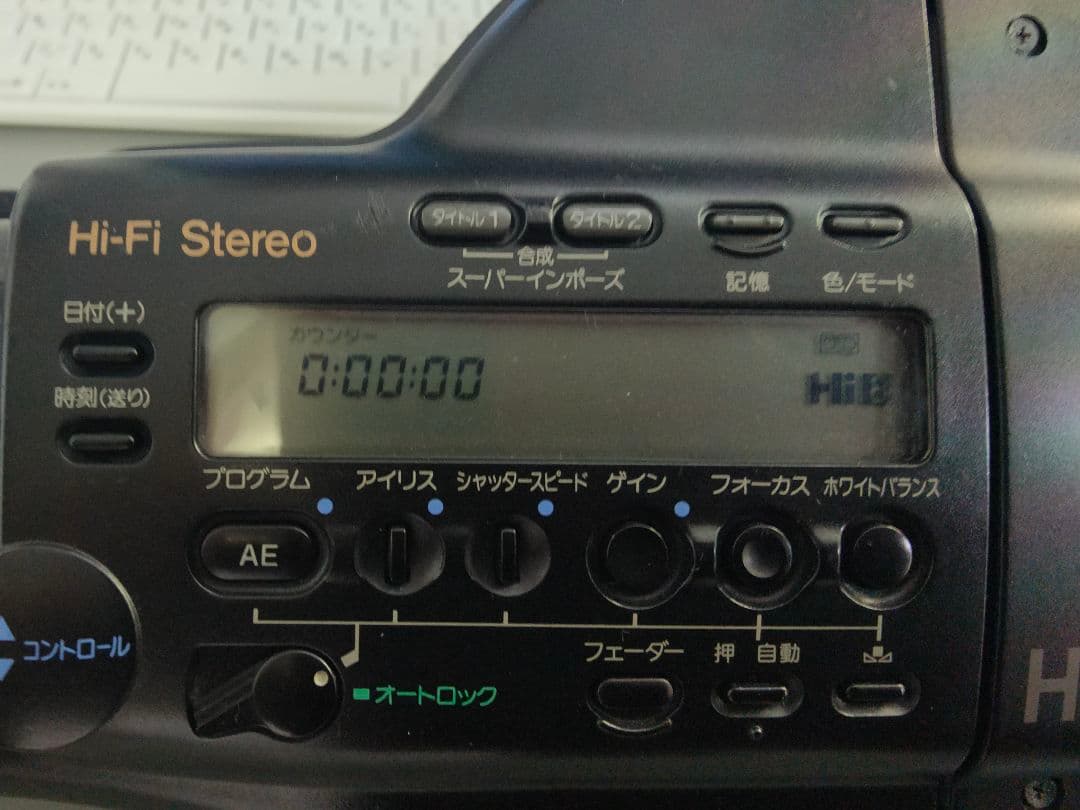 タイトル1 タイトル2
合成
Hi-Fi Stereo
スーパーインポーズ 記憶 色/モード
日付(+)
カウンター
0:00:00
Hi8
時刻(送り)
プログラム アイリス シャッタースピード ゲイン フォーカス ホワイトバランス
AE
コントロール
フェーダー 押 自動
オートロック
H